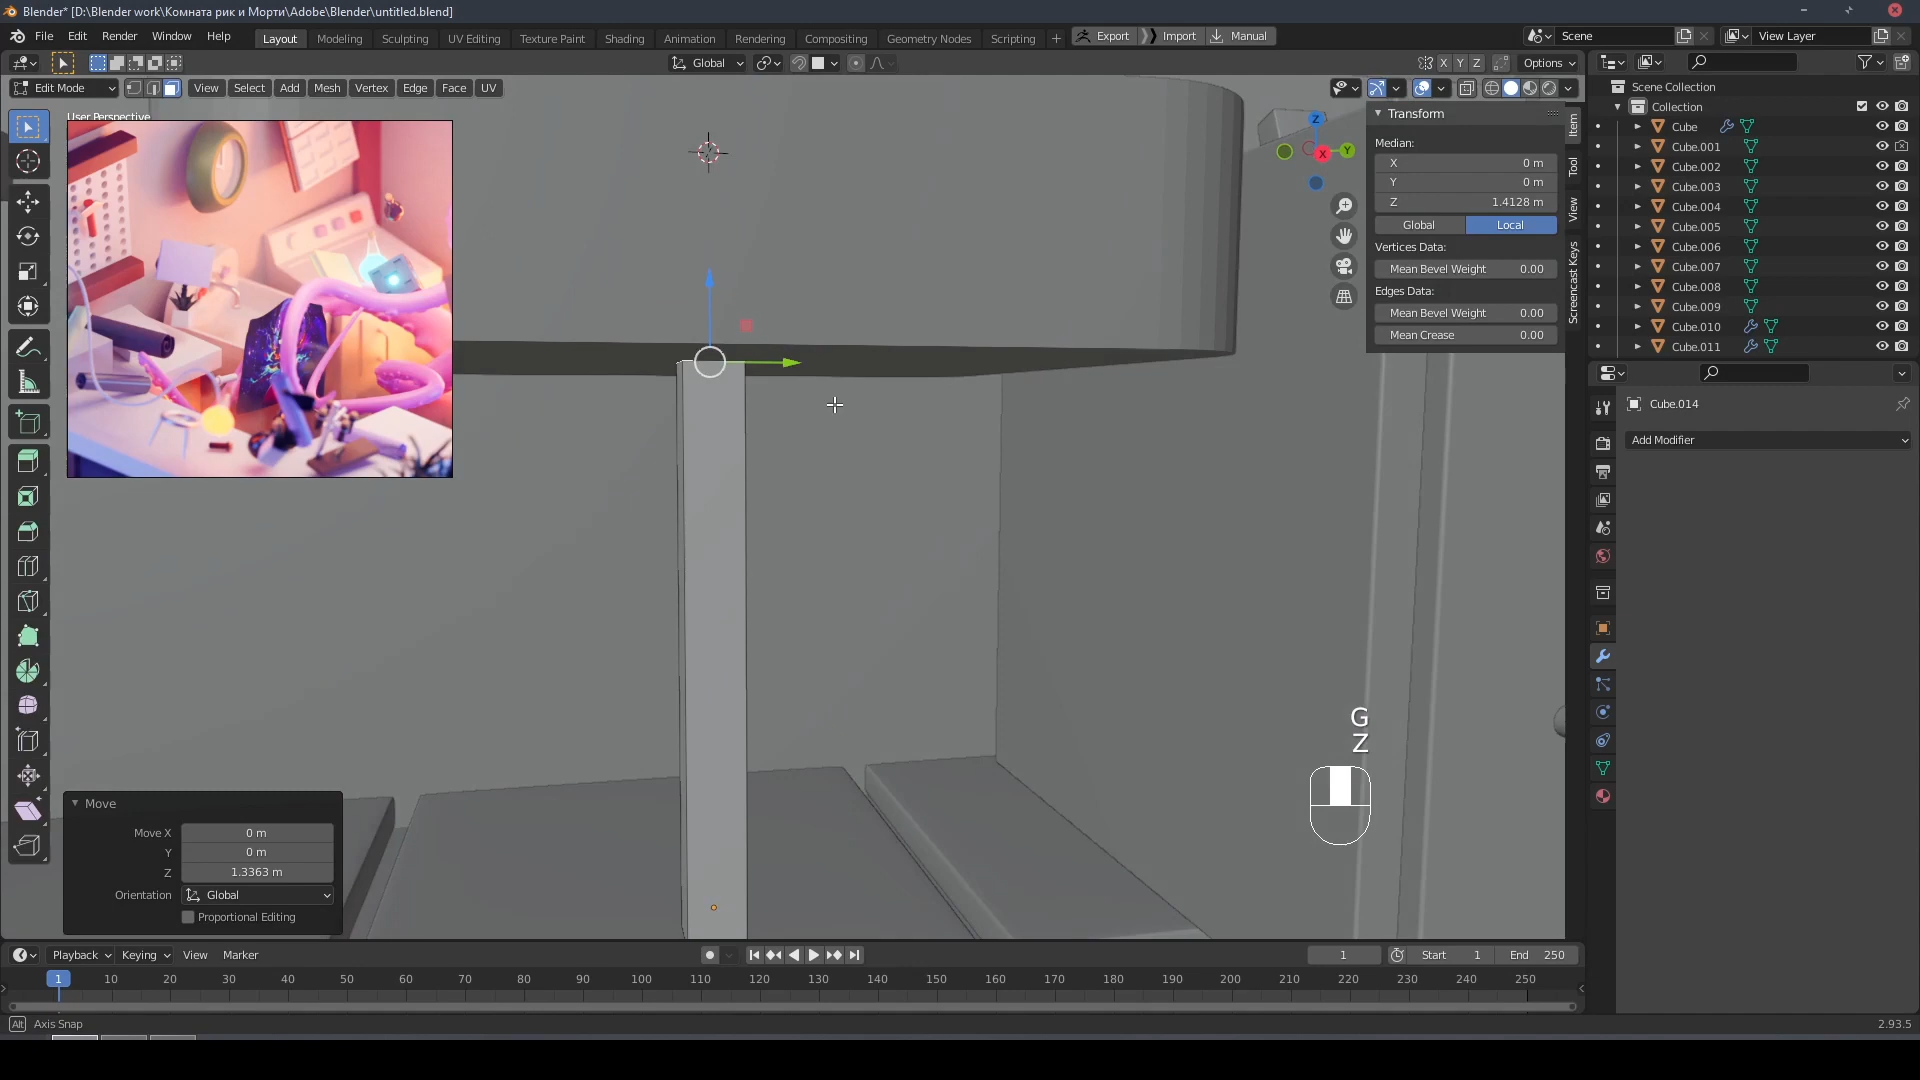 Blender* [D:\Blender work\Комната рик и Морти\Adobe\Blender\untitled.blend]
File Edit Render Window Help Layout Modeling Sculpting UV Editing Texture Paint Shading Animation Rendering Compositing Geometry Nodes Scripting + Export Import Manual Scene View Layer
Global X Y Z Options
Edit Mode View Select Add Mesh Vertex Edge Face UV
User Perspective
Z
X
Y
Transform
Median:
X 0 m
Y 0 m
Z 1.4128 m
Global Local
Vertices Data:
Mean Bevel Weight 0.00
Edges Data:
Mean Bevel Weight 0.00
Mean Crease 0.00
Item
Tool
View
Screencast Keys
Scene Collection
Collection
Cube
Cube.001
Cube.002
Cube.003
Cube.004
Cube.005
Cube.006
Cube.007
Cube.008
Cube.009
Cube.010
Cube.011
Cube.014
Add Modifier
G
Z
Move
Move X 0 m
Y 0 m
Z 1.3363 m
Orientation Global
Proportional Editing
Playback Keying View Marker 1 Start 1 End 250
1 10 20 30 40 50 60 70 80 90 100 110 120 130 140 150 160 170 180 190 200 210 220 230 240 250
Alt Axis Snap 2.93.5